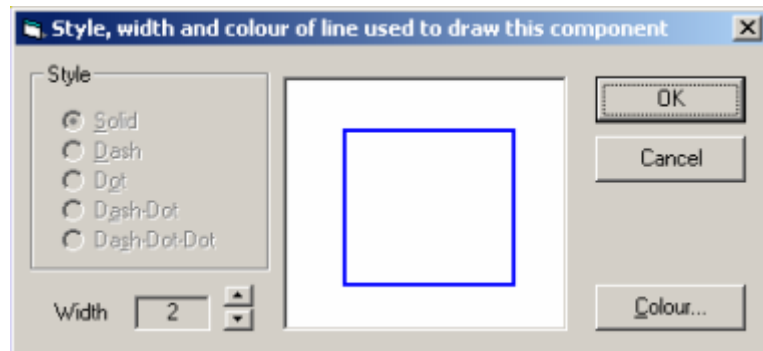 Style, width and colour of line used to draw this component
Style
Solid
Dash
Dot
Dash-Dot
Dash-Dot-Dot
Width 2
OK
Cancel
Colour...